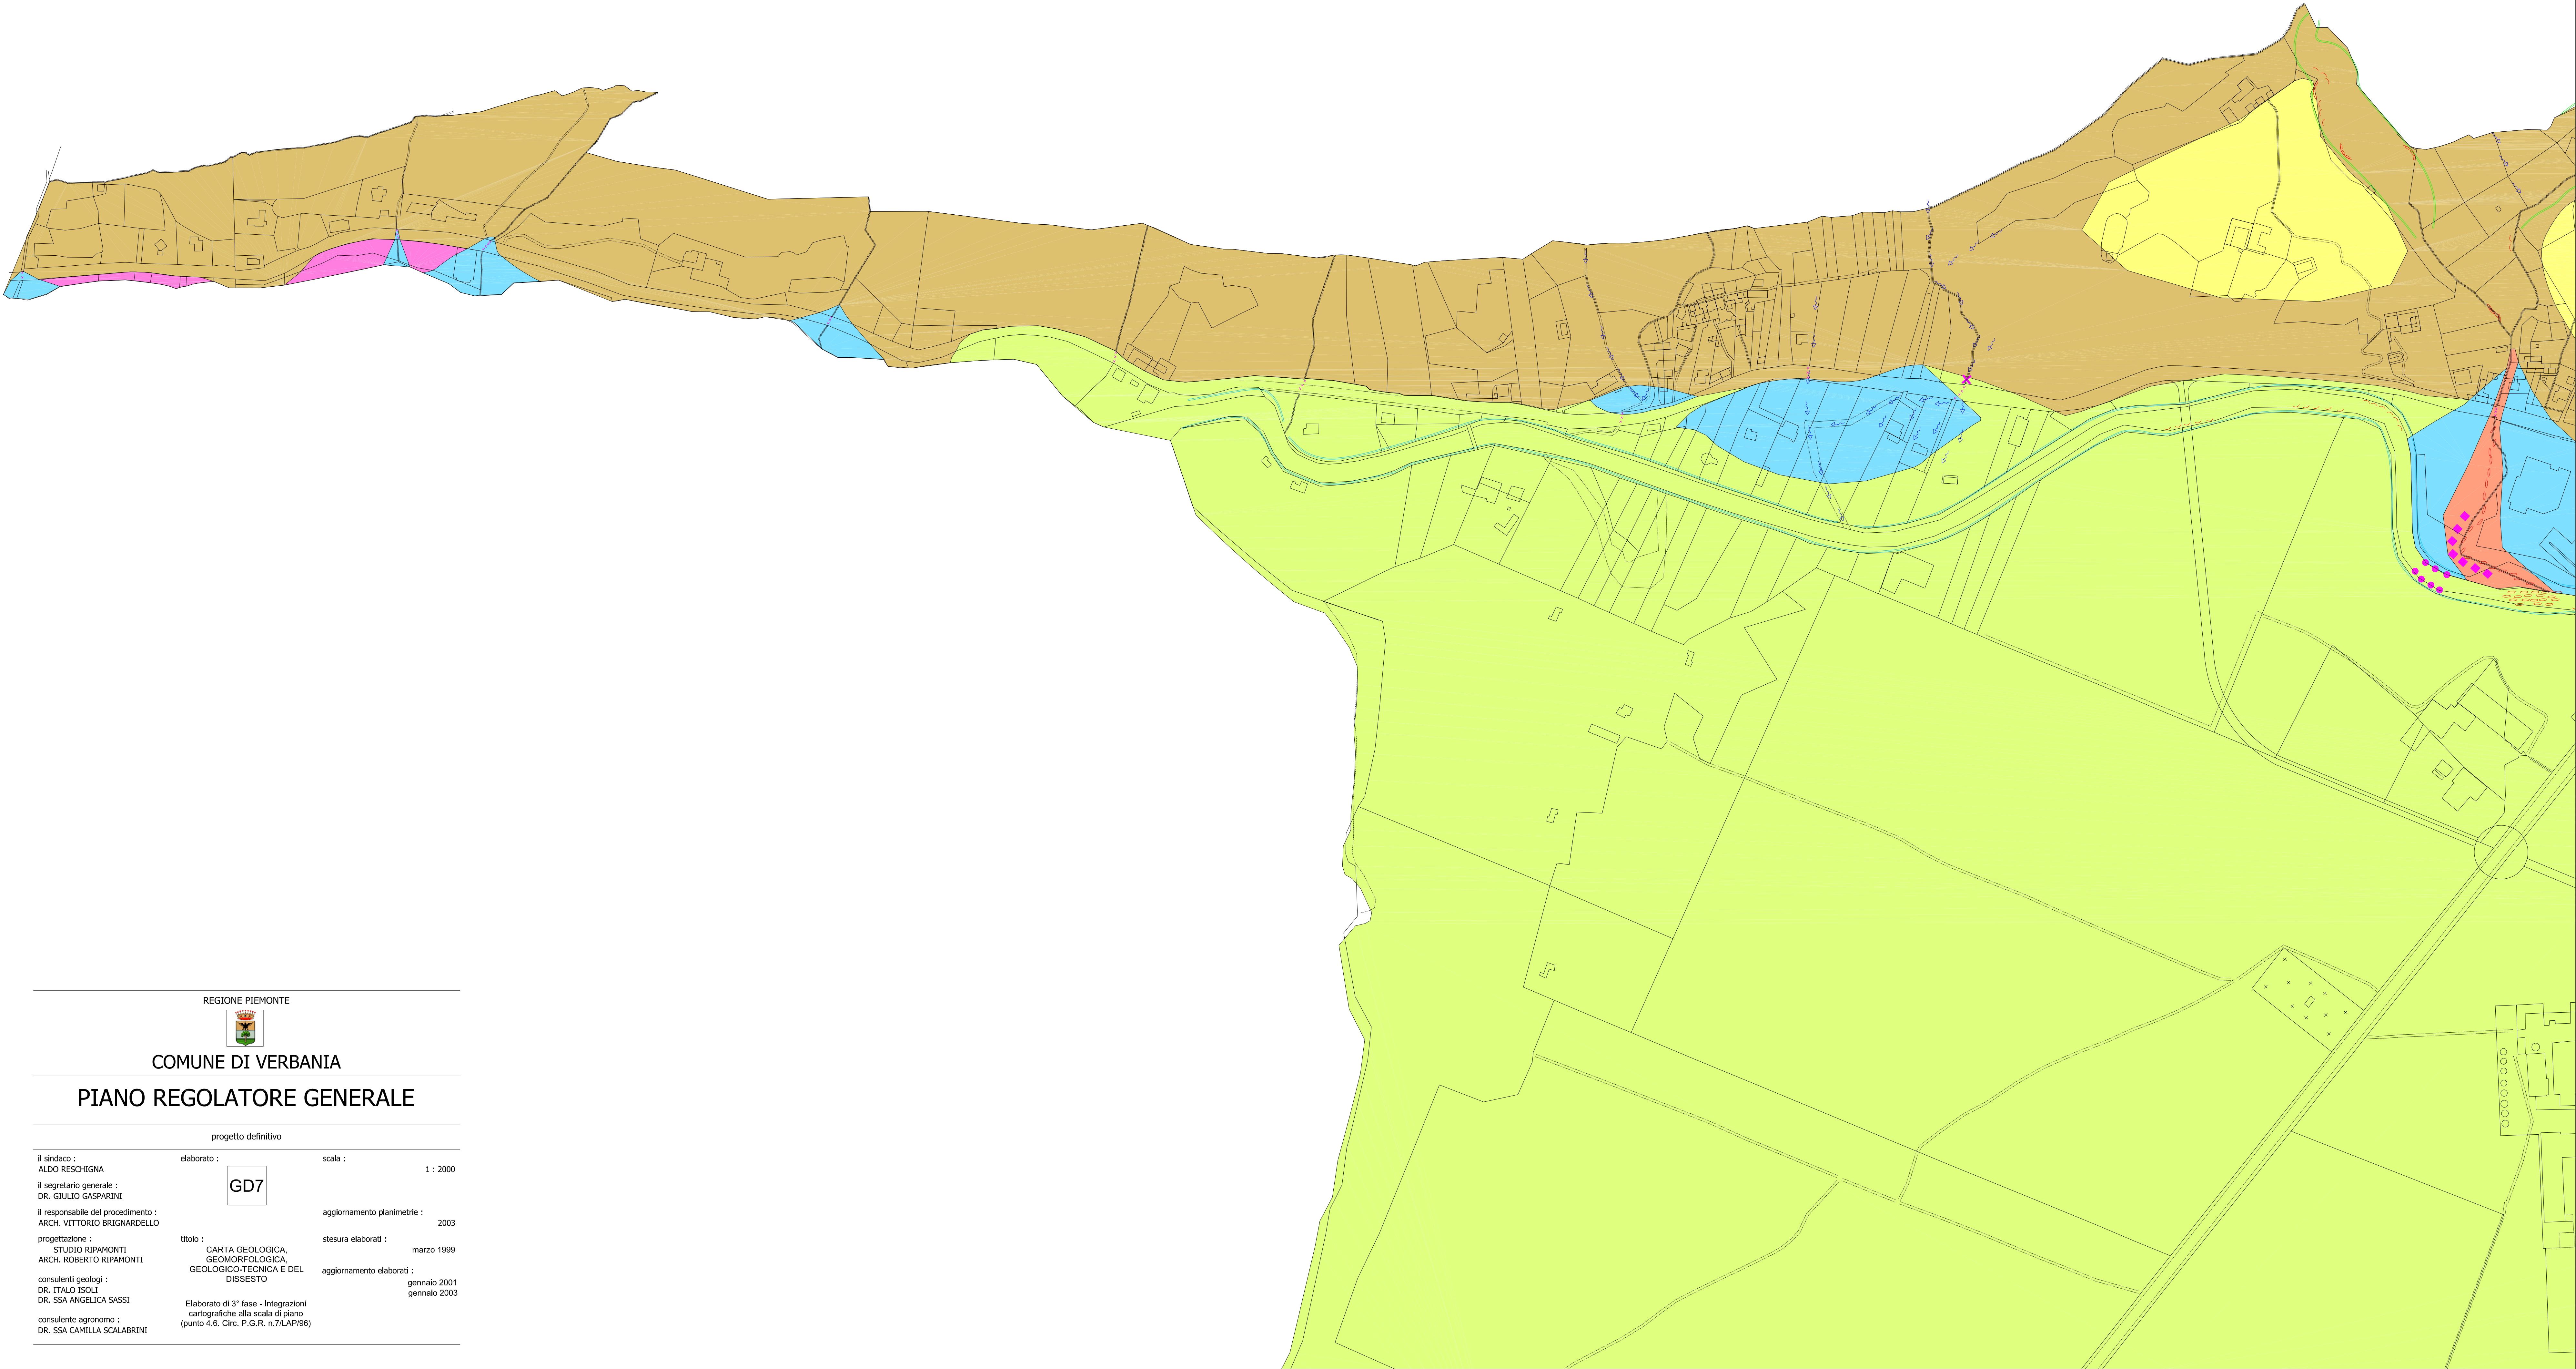 REGIONE PIEMONTE
COMUNE DI VERBANIA
PIANO REGOLATORE GENERALE
progetto definitivo
il sindaco :
ALDO RESCHIGNA
il segretario generale :
DR. GIULIO GASPARINI
il responsabile del procedimento :
ARCH. VITTORIO BRIGNARDELLO
progettazione :
STUDIO RIPAMONTI
ARCH. ROBERTO RIPAMONTI
consulenti geologi :
DR. ITALO ISOLI
DR. SSA ANGELICA SASSI
consulente agronomo :
DR. SSA CAMILLA SCALABRINI
elaborato :
GD7
titolo :
CARTA GEOLOGICA,
GEOMORFOLOGICA,
GEOLOGICO-TECNICA E DEL
DISSESTO
Elaborato di 3° fase - Integrazioni
cartografiche alla scala di piano
(punto 4.6. Circ. P.G.R. n.7/LAP/96)
scala :
1 : 2000
aggiornamento planimetrie :
2003
stesura elaborati :
marzo 1999
aggiornamento elaborati :
gennaio 2001
gennaio 2003